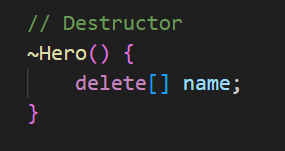 // Destructor
~Hero() {
    delete[] name;
}